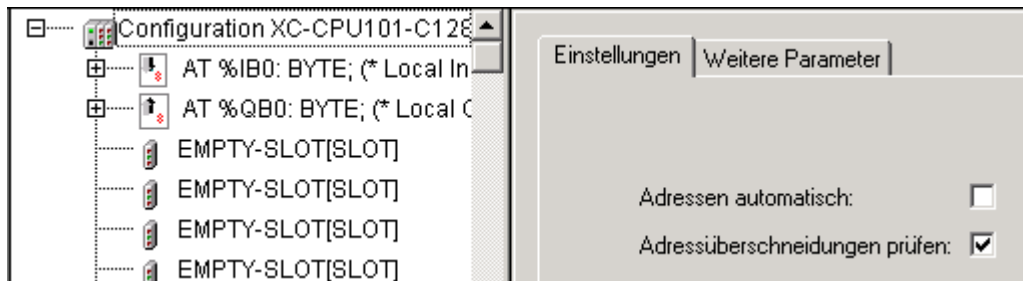 Configuration XC-CPU101-C128
AT %IB0: BYTE; (* Local In
AT %QB0: BYTE; (* Local
EMPTY-SLOT[SLOT]
EMPTY-SLOT[SLOT]
EMPTY-SLOT[SLOT]
EMPTY-SLOT[SLOT]
Einstellungen
Weitere Parameter
Adressen automatisch:
Adressüberschneidungen prüfen: